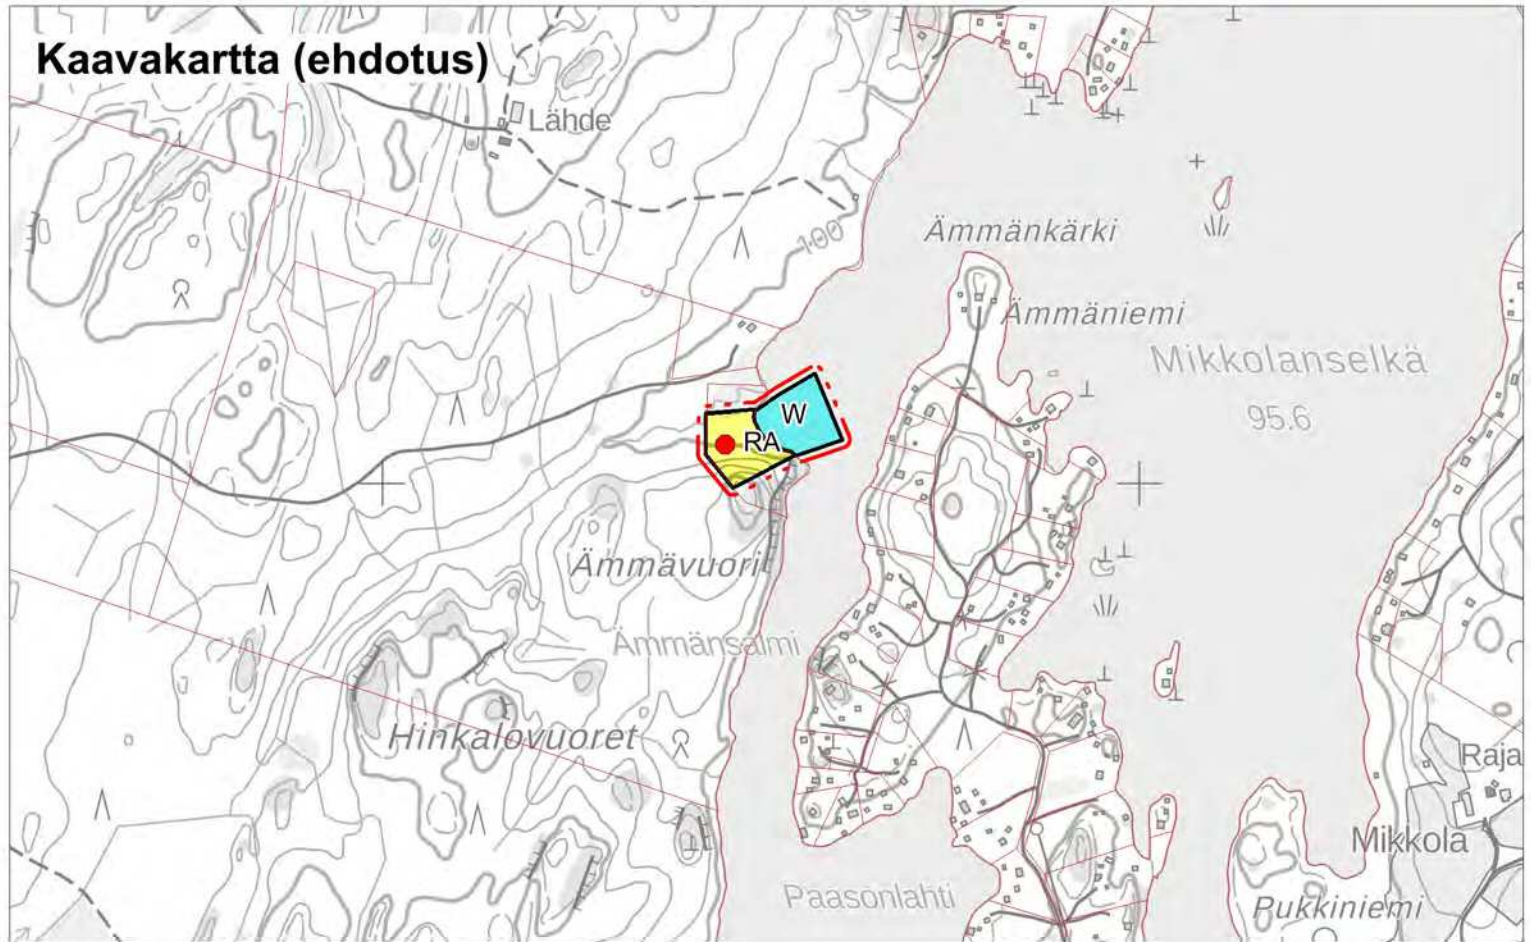 Kaavakartta (ehdotus)
Lähde
Ämmänkärki
100
Ämmäniemi
Mikkolanselkä
95.6
W
RA
Ämmävuori
Ämmänsalmi
Hinkalovuoret
Raja
Mikkola
Paasonlahti
Pukkiniemi